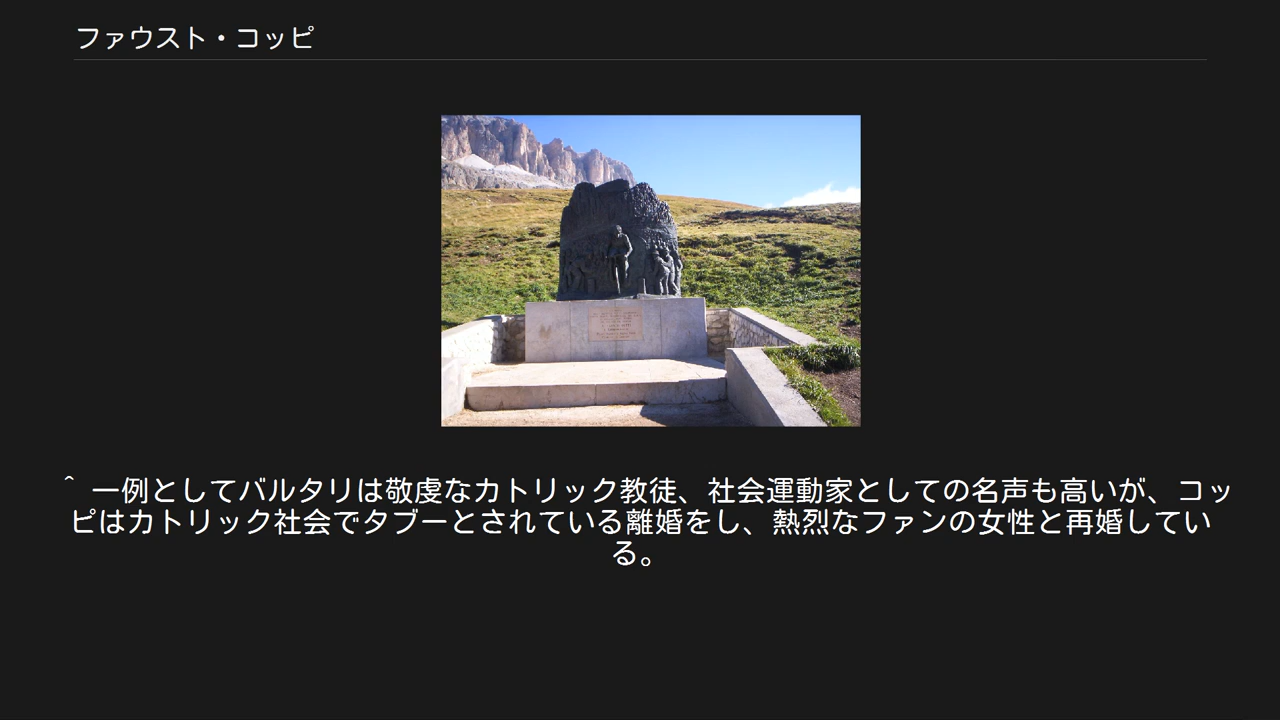 ファウスト・コッピ
^ 一例としてバルタリは敬虔なカトリック教徒、社会運動家としての名声も高いが、コッ
ピはカトリック社会でタブーとされている離婚をし、熱烈なファンの女性と再婚してい
る。